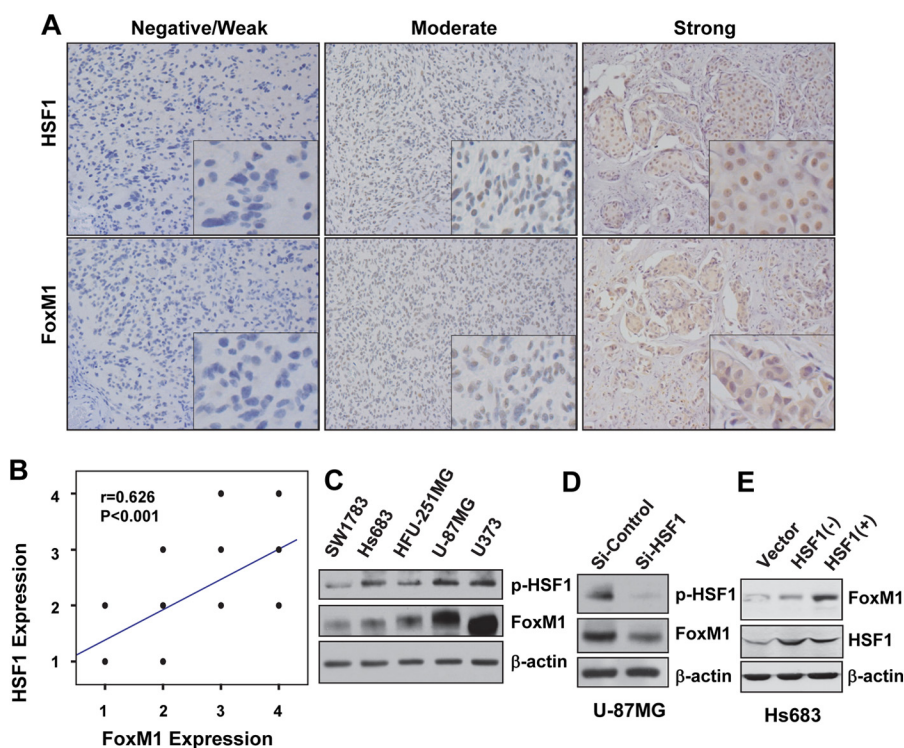 A
Negative/Weak
Moderate
Strong
HSF1
FoxM1
B
r=0.626
P<0.001
HSF1 Expression
4
3
2
1
1 2 3 4
FoxM1 Expression
C
SW1783
Hs683
HFU-251MG
U-87MG
U373
p-HSF1
FoxM1
β-actin
D
Si-Control
Si-HSF1
p-HSF1
FoxM1
β-actin
U-87MG
E
Vector
HSF1(-)
HSF1(+)
FoxM1
HSF1
β-actin
Hs683